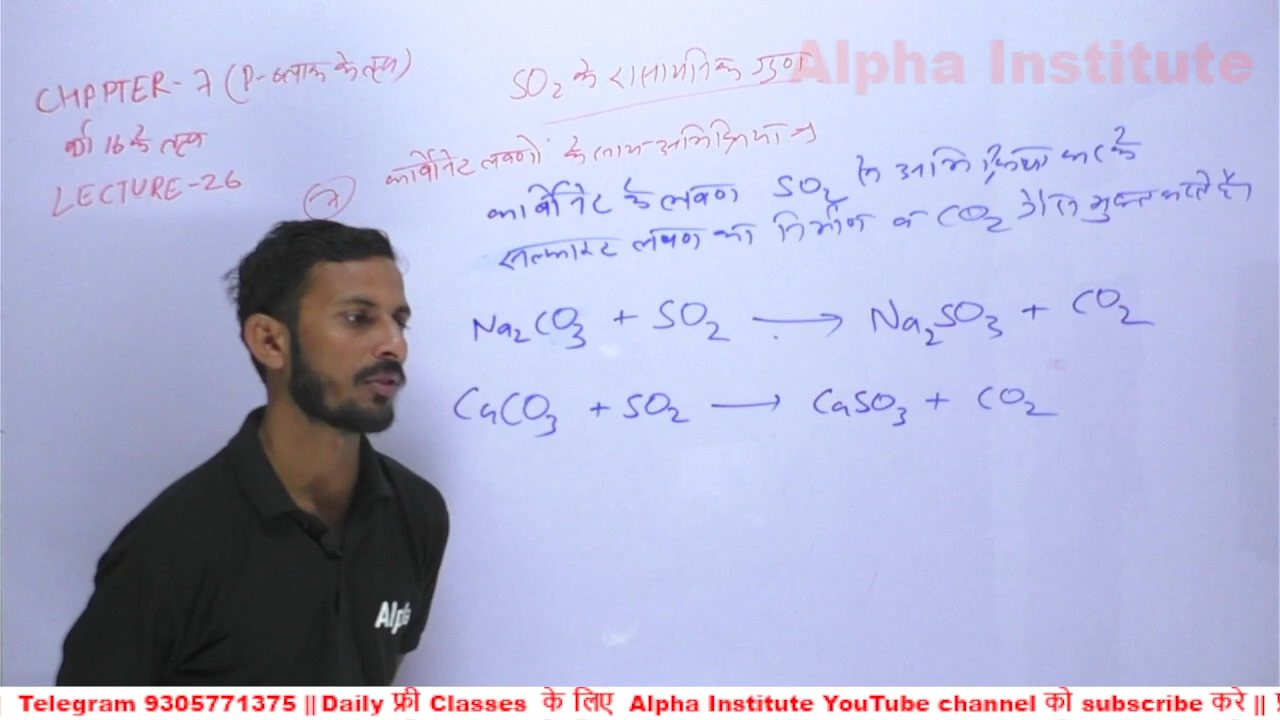 Alpha Institute
CHAPTER-7 (P-ब्लाक के तत्व)
वर्ग 16 के तत्व
LECTURE-26
SO₂ के रासायनिक गुण
कार्बोनेट लवणों के साथ अभिक्रिया →
कार्बोनेट के लवण SO₂ से अभिक्रिया करके
सल्फाइट लवण का निर्माण व CO₂ गैस मुक्त करते है।
Na₂CO₃ + SO₂ → Na₂SO₃ + CO₂
CaCO₃ + SO₂ → CaSO₃ + CO₂
Alpha
Telegram 9305771375 || Daily फ्री Classes के लिए Alpha Institute YouTube channel को subscribe करे ||